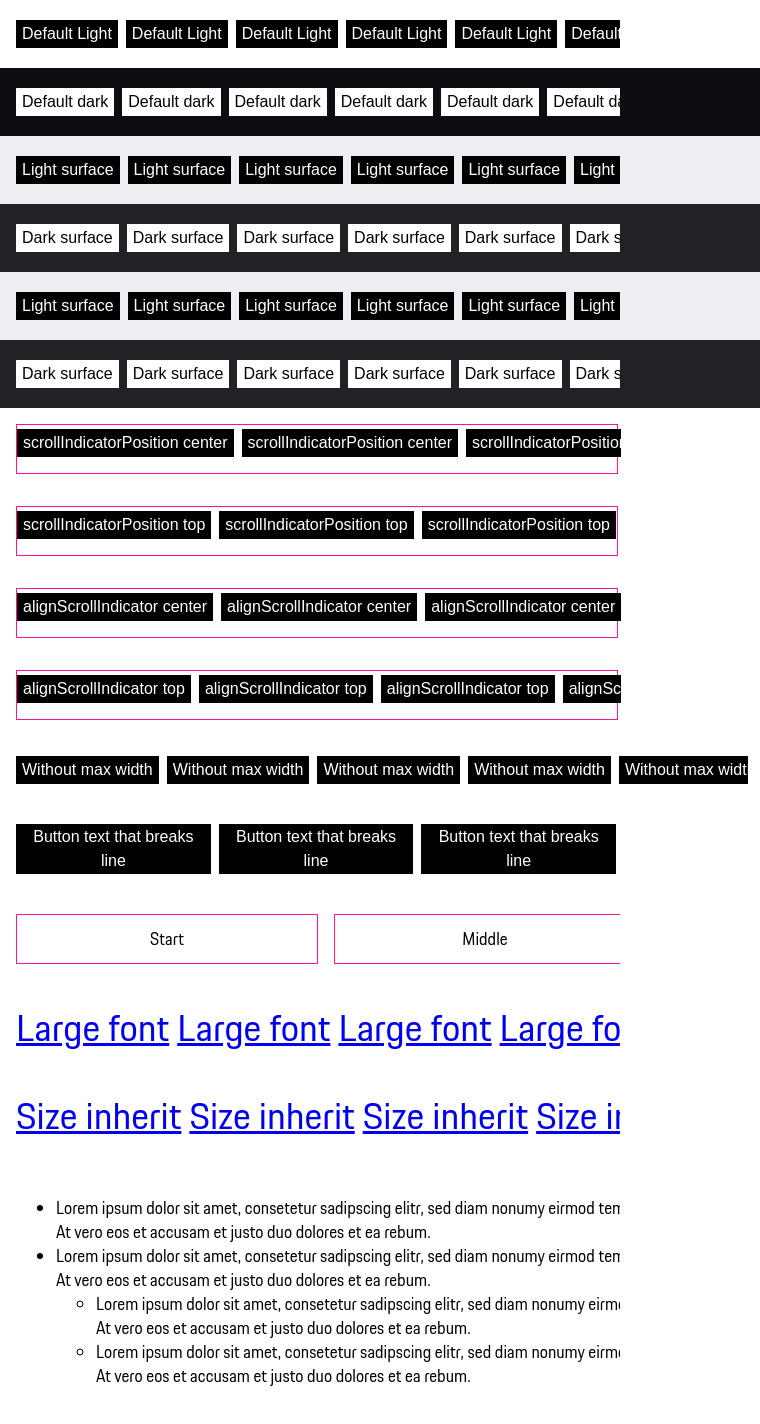 Default Light Default Light Default Light Default Light Default Light Default
Default dark Default dark Default dark Default dark Default dark Default da
Light surface Light surface Light surface Light surface Light surface Light
Dark surface Dark surface Dark surface Dark surface Dark surface Dark s
Light surface Light surface Light surface Light surface Light surface Light
Dark surface Dark surface Dark surface Dark surface Dark surface Dark s
scrollIndicatorPosition center scrollIndicatorPosition center scrollIndicatorPosition
scrollIndicatorPosition top scrollIndicatorPosition top scrollIndicatorPosition top
alignScrollIndicator center alignScrollIndicator center alignScrollIndicator center
alignScrollIndicator top alignScrollIndicator top alignScrollIndicator top alignSc
Without max width Without max width Without max width Without max width Without max widt
Button text that breaks Button text that breaks Button text that breaks
line line line
Start Middle
Large font Large font Large font Large fo
Size inherit Size inherit Size inherit Size in
Lorem ipsum dolor sit amet, consetetur sadipscing elitr, sed diam nonumy eirmod tem
At vero eos et accusam et justo duo dolores et ea rebum.
Lorem ipsum dolor sit amet, consetetur sadipscing elitr, sed diam nonumy eirmod tem
At vero eos et accusam et justo duo dolores et ea rebum.
Lorem ipsum dolor sit amet, consetetur sadipscing elitr, sed diam nonumy eirmo
At vero eos et accusam et justo duo dolores et ea rebum.
Lorem ipsum dolor sit amet, consetetur sadipscing elitr, sed diam nonumy eirmo
At vero eos et accusam et justo duo dolores et ea rebum.